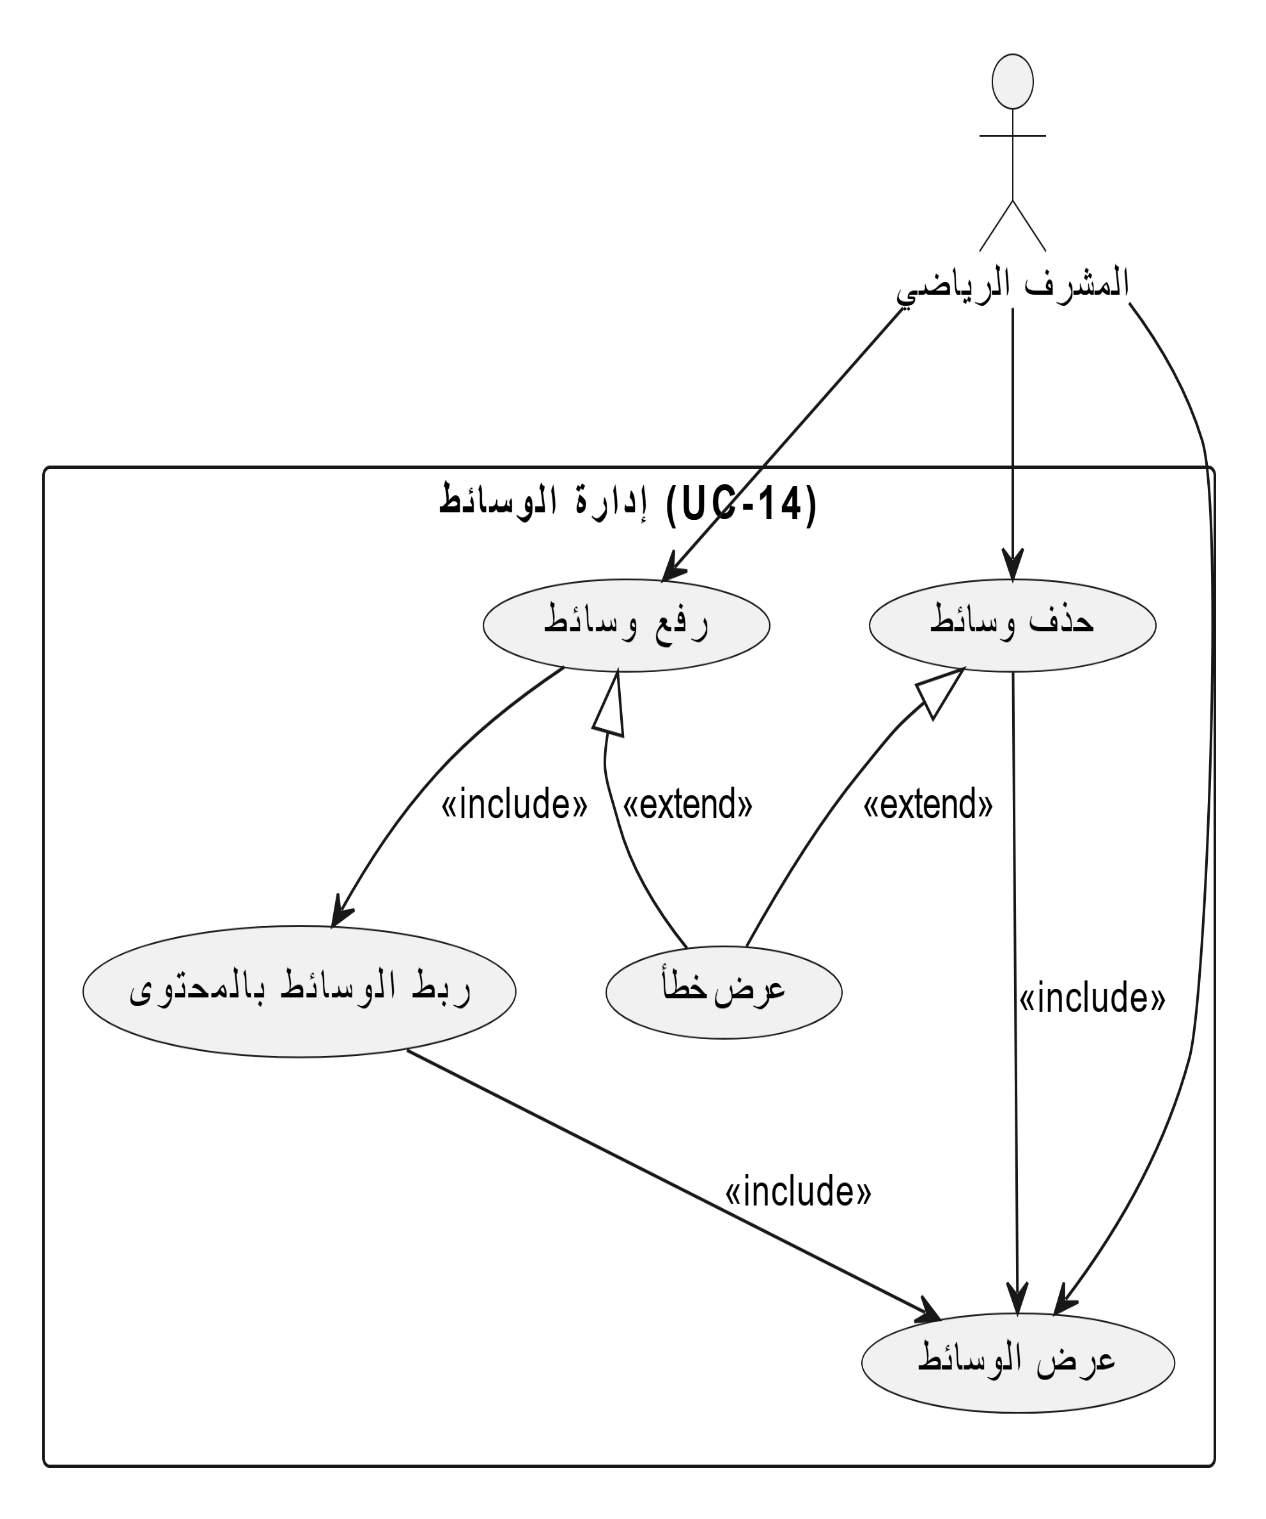 المشرف الرياضي
إدارة الوسائط (UC-14)
رفع وسائط
حذف وسائط
«include»
«extend»
«extend»
ربط الوسائط بالمحتوى
عرض خطأ
«include»
«include»
عرض الوسائط